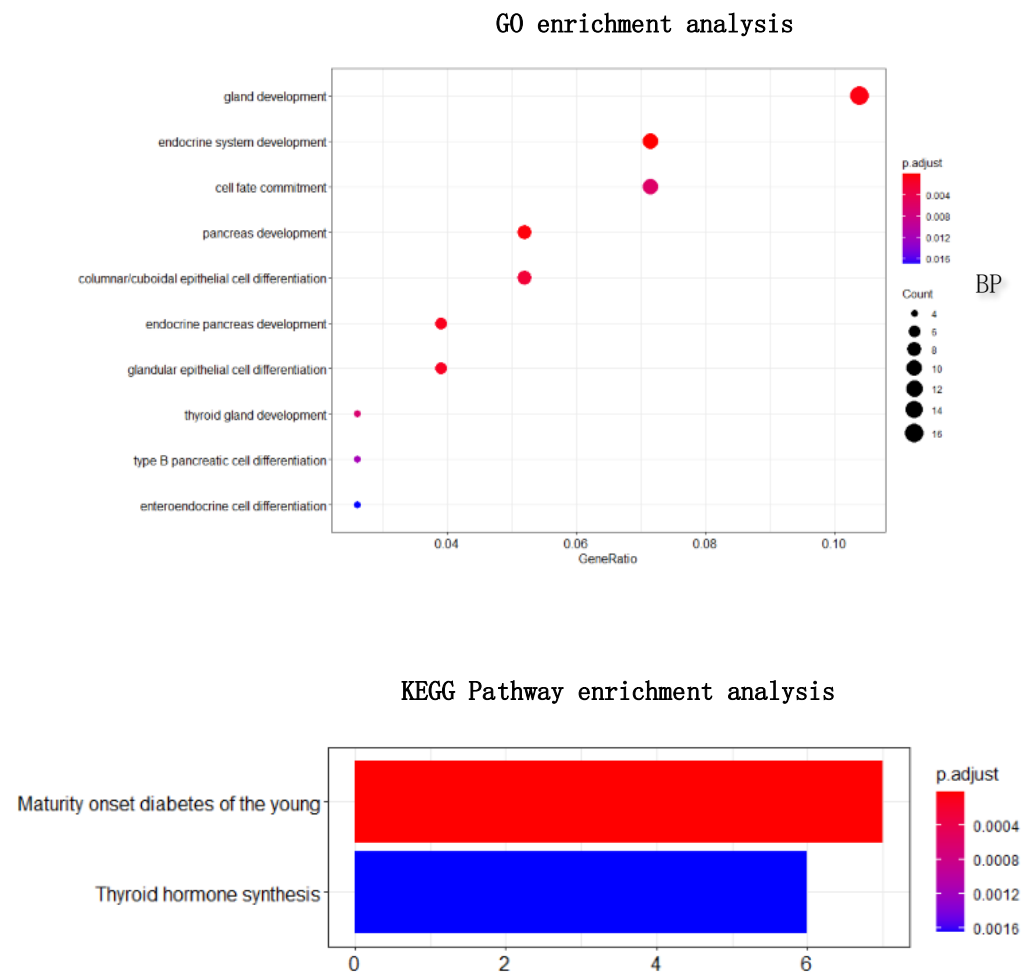 GO enrichment analysis
gland development
endocrine system development
cell fate commitment
pancreas development
columnar/cuboidal epithelial cell differentiation
endocrine pancreas development
glandular epithelial cell differentiation
thyroid gland development
type B pancreatic cell differentiation
enteroendocrine cell differentiation
0.04 0.06 0.08 0.10
GeneRatio
p.adjust
0.004
0.008
0.012
0.016
Count
4
6
8
10
12
14
16
BP
KEGG Pathway enrichment analysis
Maturity onset diabetes of the young
Thyroid hormone synthesis
0 2 4 6
p.adjust
0.0004
0.0008
0.0012
0.0016